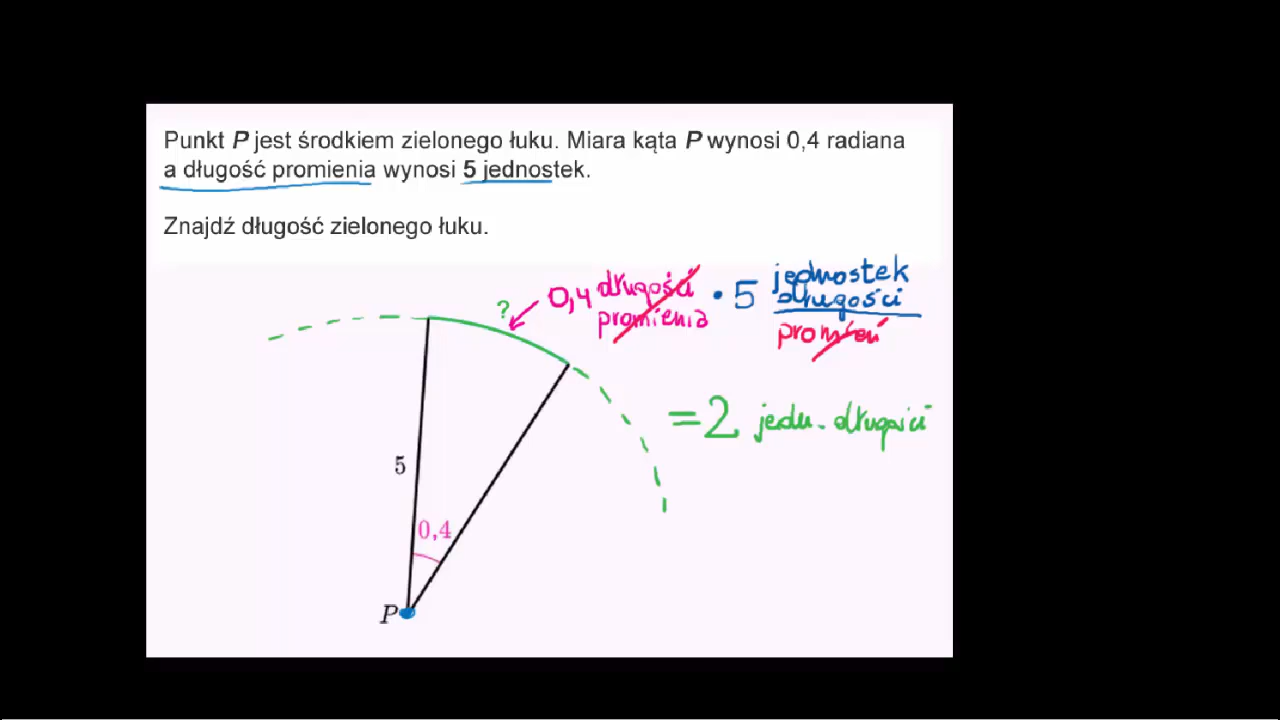 Punkt P jest środkiem zielonego łuku. Miara kąta P wynosi 0,4 radiana
a długość promienia wynosi 5 jednostek.
Znajdź długość zielonego łuku.
?
0,4 długości promienia · 5 jednostek długości
promień
= 2 jedn. długości
5
0,4
P